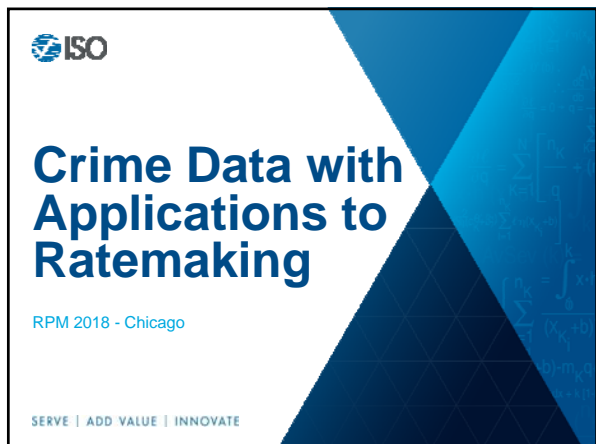 ISO
Crime Data with
Applications to
Ratemaking
RPM 2018 - Chicago
SERVE | ADD VALUE | INNOVATE